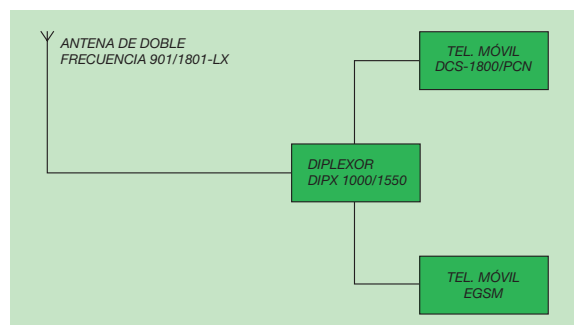 ANTENA DE DOBLE
FRECUENCIA 901/1801-LX
TEL. MÓVIL
DCS-1800/PCN
DIPLEXOR
DIPX 1000/1550
TEL. MÓVIL
EGSM